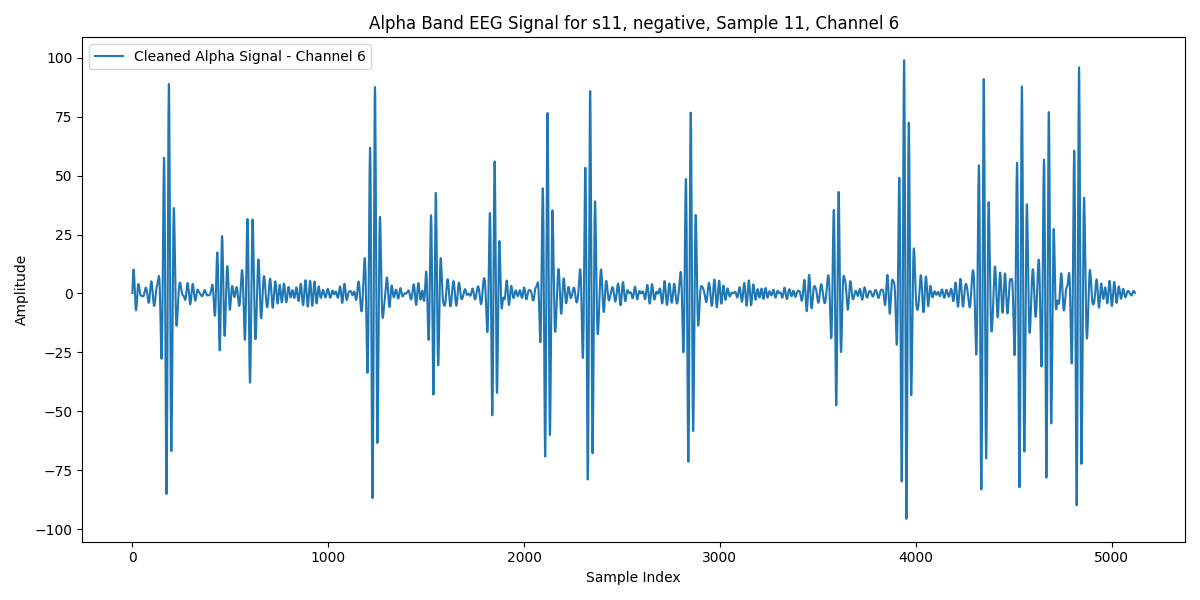 Alpha Band EEG Signal for s11, negative, Sample 11, Channel 6
Cleaned Alpha Signal - Channel 6
100
75
50
25
0
−25
−50
−75
−100
Amplitude
0 1000 2000 3000 4000 5000
Sample Index